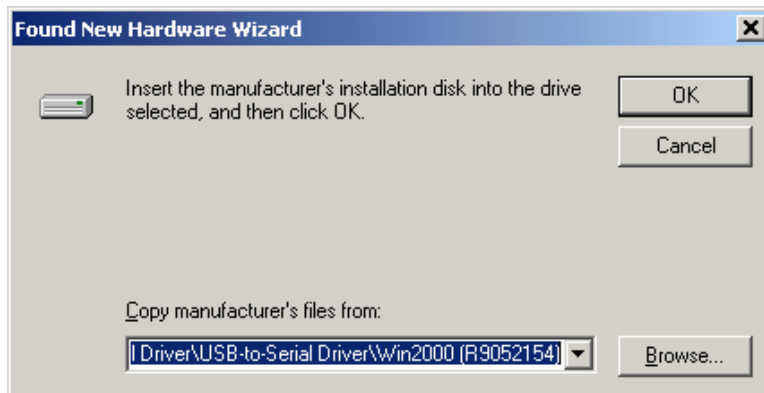 Found New Hardware Wizard
Insert the manufacturer's installation disk into the drive
selected, and then click OK.
OK
Cancel
Copy manufacturer's files from:
l Driver\USB-to-Serial Driver\Win2000 (R9052154)
Browse...